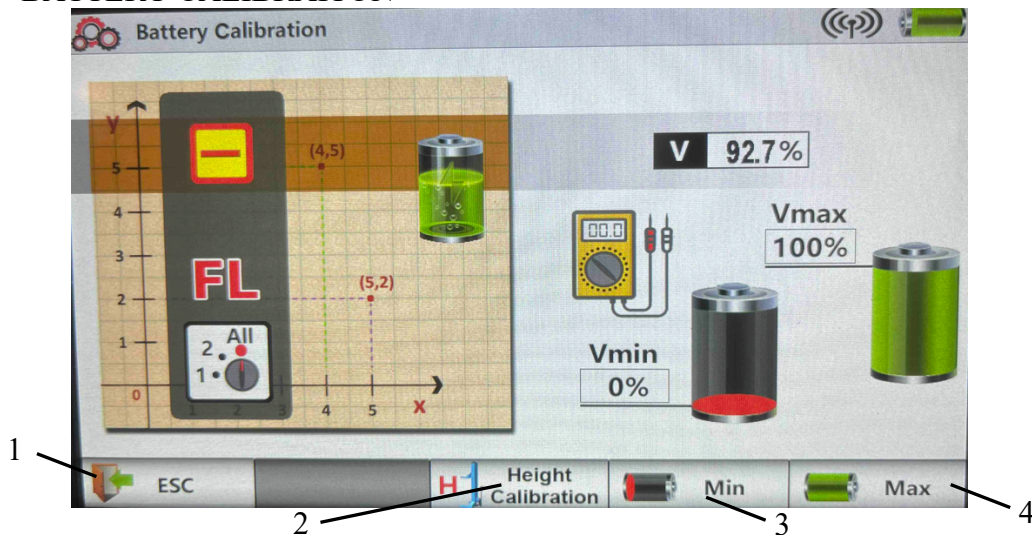 Battery Calibration
y
(4,5)
5
V 92.7%
4
00.0
Vmax
100%
3
FL
(5,2)
2
All
2
1
1
Vmin
0%
0
1 2 3 4 5 x
1
ESC
H
Height
Calibration
Min
Max
2
3
4